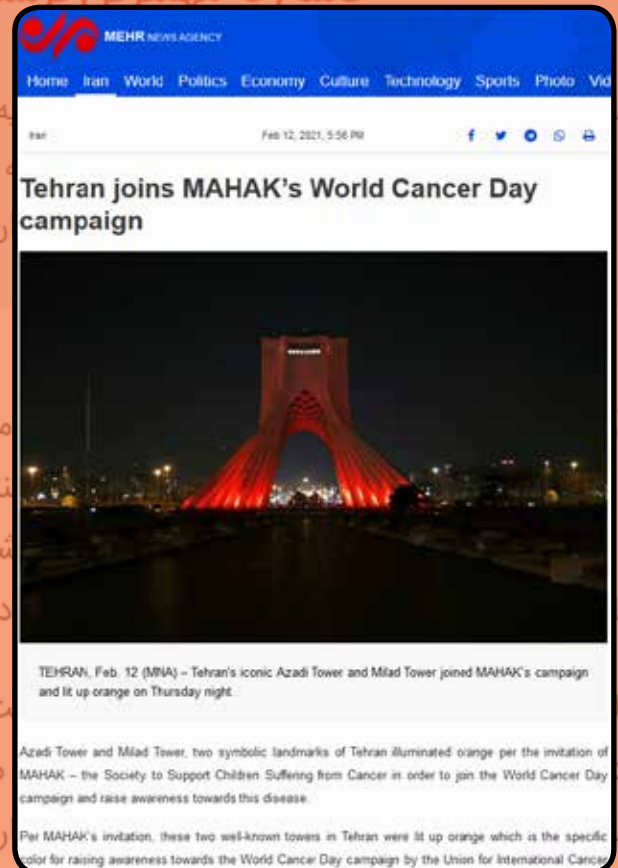 MEHR NEWS AGENCY
Home Iran World Politics Economy Culture Technology Sports Photo Vid
Iran Feb 12, 2021, 5:56 PM
Tehran joins MAHAK's World Cancer Day
campaign
TEHRAN, Feb. 12 (MNA) – Tehran's iconic Azadi Tower and Milad Tower joined MAHAK's campaign
and lit up orange on Thursday night.
Azadi Tower and Milad Tower, two symbolic landmarks of Tehran illuminated orange per the invitation of
MAHAK – the Society to Support Children Suffering from Cancer in order to join the World Cancer Day
campaign and raise awareness towards this disease.
Per MAHAK's invitation, these two well-known towers in Tehran were lit up orange which is the specific
color for raising awareness towards the World Cancer Day campaign by the Union for International Cancer